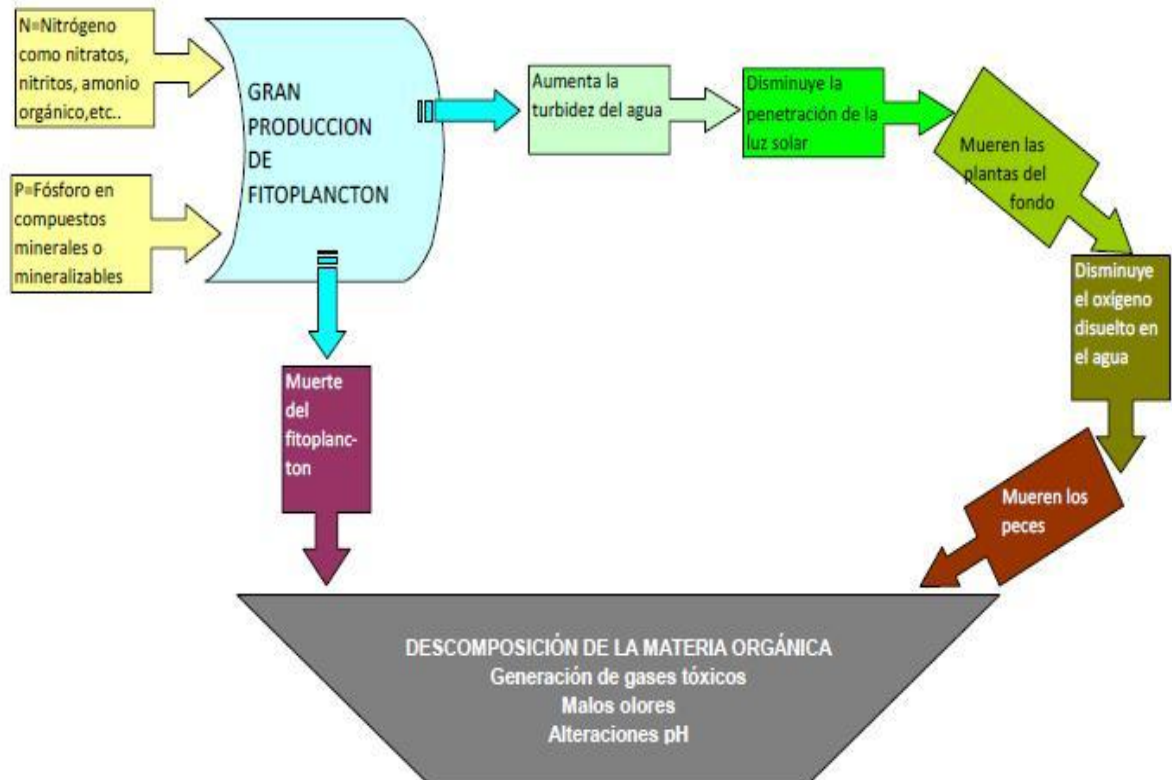 N=Nitrógeno
como nitratos,
nitritos, amonio
orgánico,etc..
P=Fósforo en
compuestos
minerales o
mineralizables
GRAN
PRODUCCION
DE
FITOPLANCTON
Aumenta la
turbidez del agua
Disminuye la
penetración de la
luz solar
Mueren las
plantas del
fondo
Disminuye
el oxígeno
disuelto en
el agua
Mueren los
peces
Muerte
del
fitoplanc-
ton
DESCOMPOSICIÓN DE LA MATERIA ORGÁNICA
Generación de gases tóxicos
Malos olores
Alteraciones pH